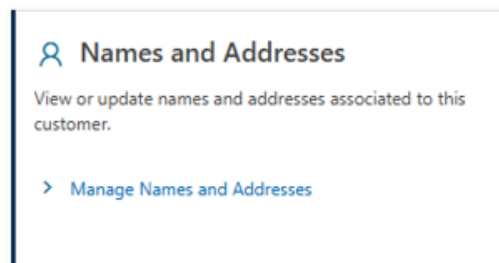 Names and Addresses
View or update names and addresses associated to this
customer.
Manage Names and Addresses